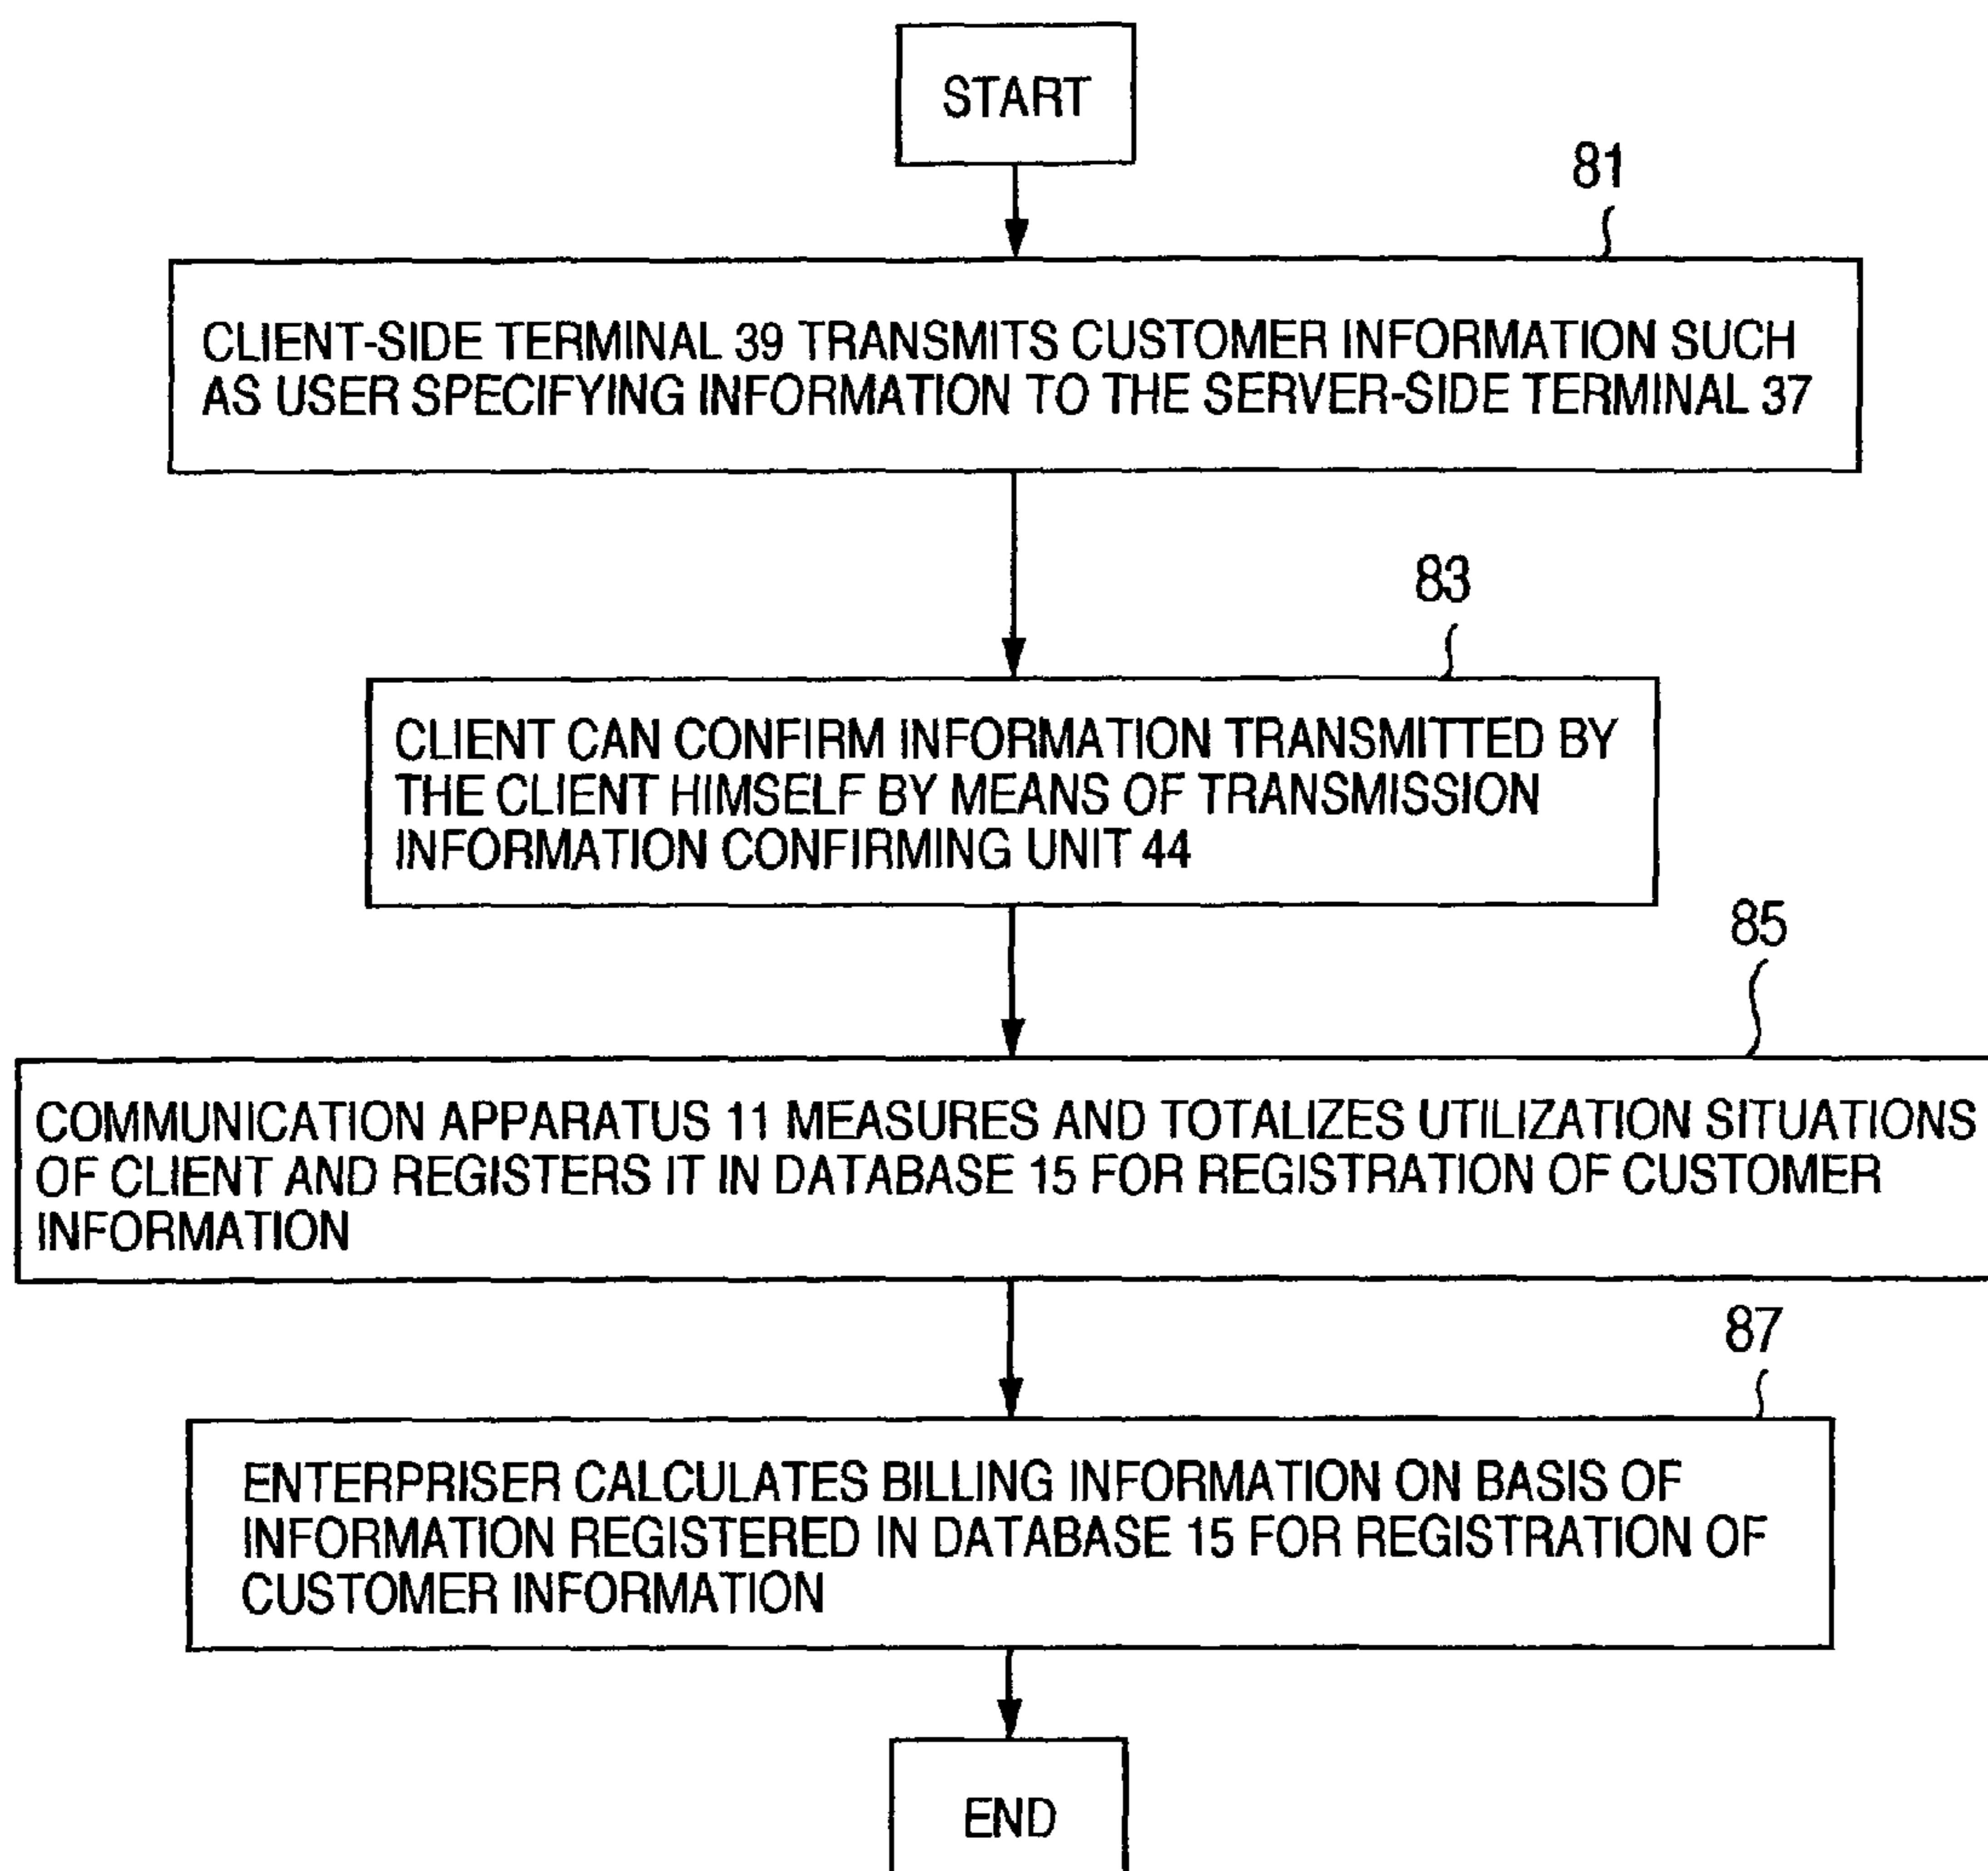 START
81
CLIENT-SIDE TERMINAL 39 TRANSMITS CUSTOMER INFORMATION SUCH
AS USER SPECIFYING INFORMATION TO THE SERVER-SIDE TERMINAL 37
83
CLIENT CAN CONFIRM INFORMATION TRANSMITTED BY
THE CLIENT HIMSELF BY MEANS OF TRANSMISSION
INFORMATION CONFIRMING UNIT 44
85
COMMUNICATION APPARATUS 11 MEASURES AND TOTALIZES UTILIZATION SITUATIONS
OF CLIENT AND REGISTERS IT IN DATABASE 15 FOR REGISTRATION OF CUSTOMER
INFORMATION
87
ENTERPRISER CALCULATES BILLING INFORMATION ON BASIS OF
INFORMATION REGISTERED IN DATABASE 15 FOR REGISTRATION OF
CUSTOMER INFORMATION
END